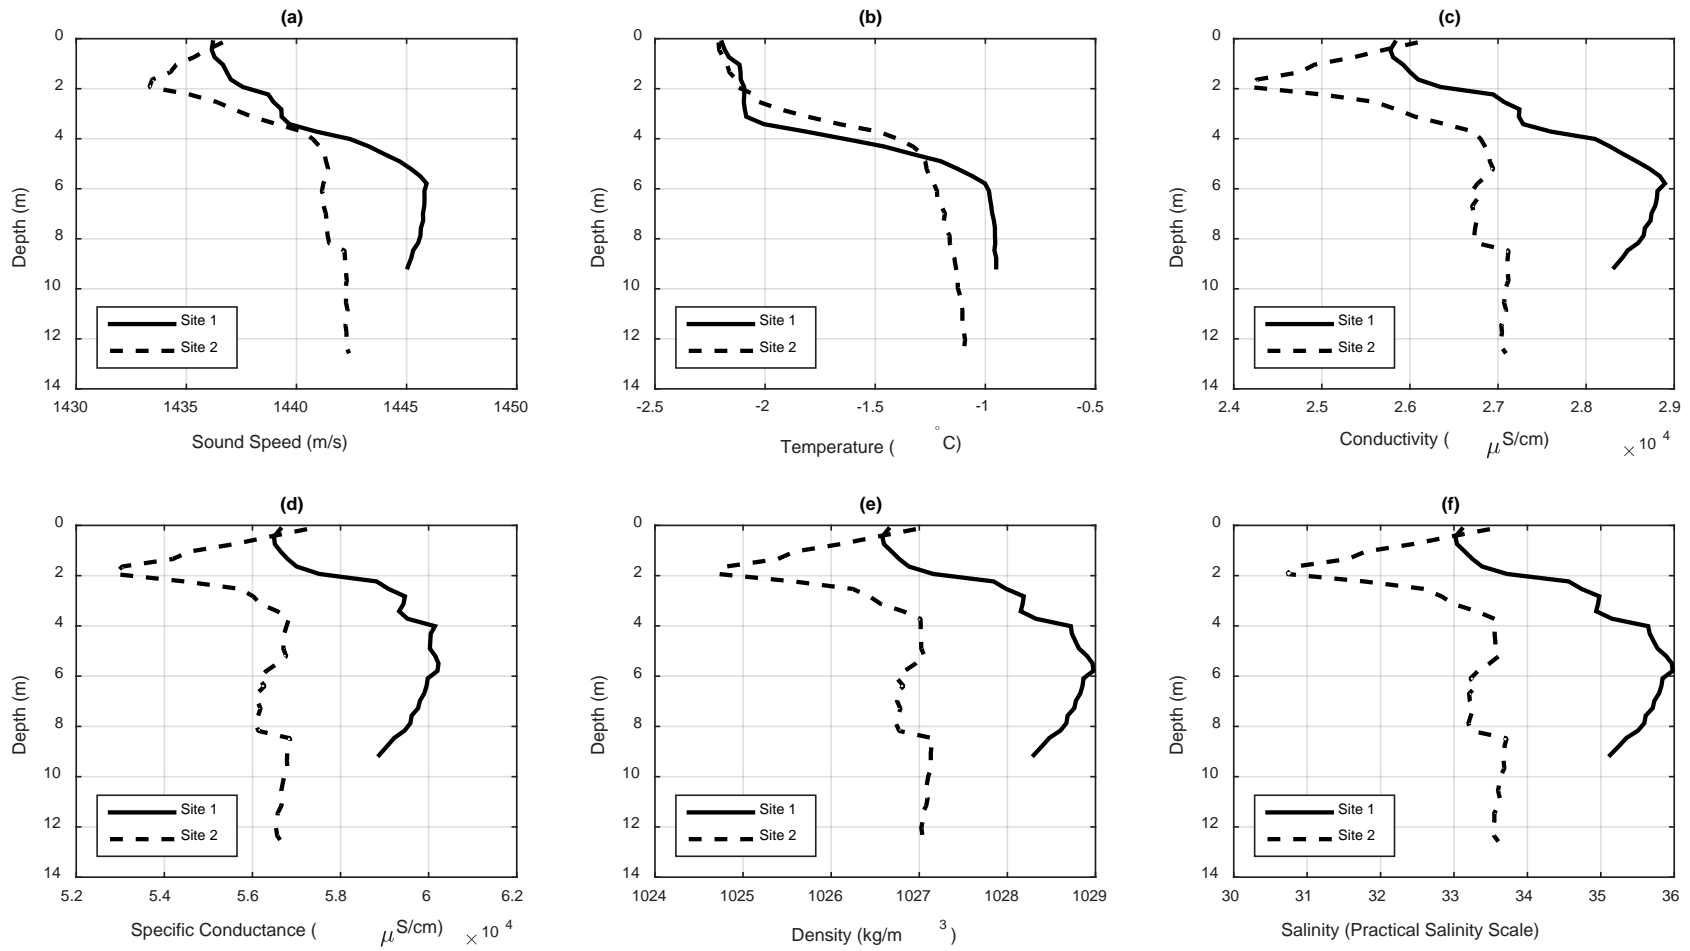 (a)
0
2
4
6
8
10
12
14
Depth (m)
Site 1
Site 2
1430 1435 1440 1445 1450
Sound Speed (m/s)
(b)
0
2
4
6
8
10
12
14
Depth (m)
Site 1
Site 2
-2.5 -2 -1.5 -1 -0.5
Temperature ( °C)
(c)
0
2
4
6
8
10
12
14
Depth (m)
Site 1
Site 2
2.4 2.5 2.6 2.7 2.8 2.9
Conductivity ( μS/cm) × 10 4
(d)
0
2
4
6
8
10
12
14
Depth (m)
Site 1
Site 2
5.2 5.4 5.6 5.8 6 6.2
Specific Conductance ( μS/cm) × 10 4
(e)
0
2
4
6
8
10
12
14
Depth (m)
Site 1
Site 2
1024 1025 1026 1027 1028 1029
Density (kg/m 3)
(f)
0
2
4
6
8
10
12
14
Depth (m)
Site 1
Site 2
30 31 32 33 34 35 36
Salinity (Practical Salinity Scale)